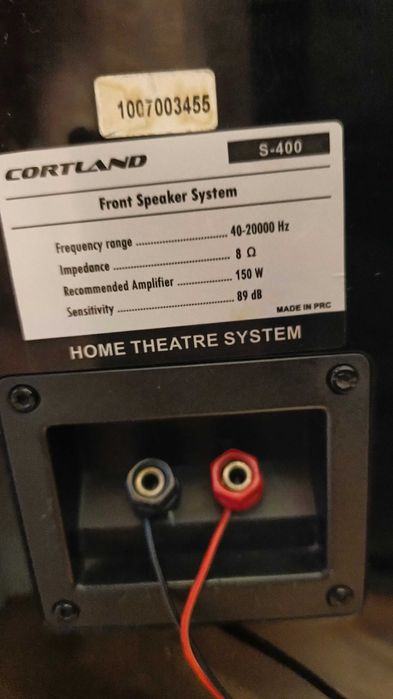 1007003455
CORTLAND S-400
Front Speaker System
Frequency range ........................ 40-20000 Hz
Impedance ............................... 8 Ω
Recommended Amplifier ................ 150 W
Sensitivity ............................... 89 dB
MADE IN PRC
HOME THEATRE SYSTEM